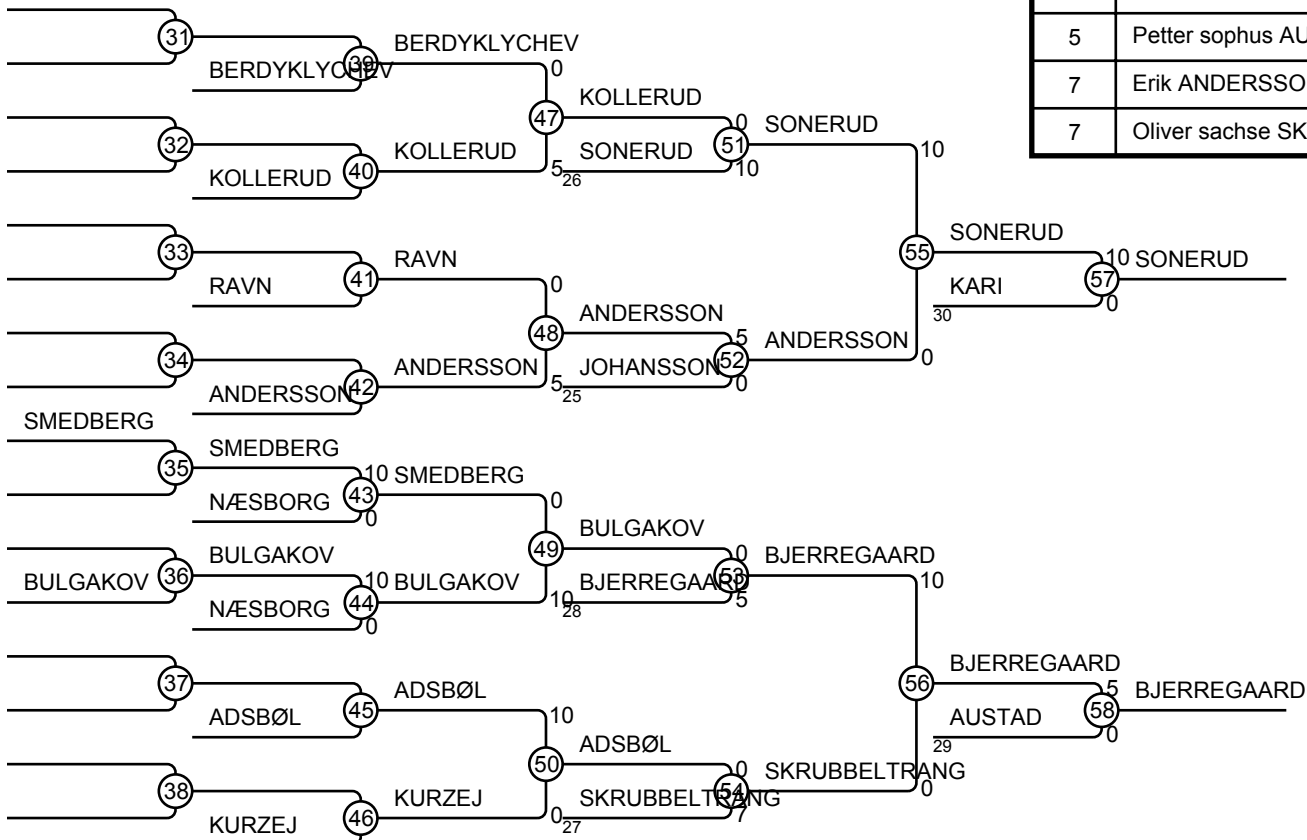 31
BERDYKLYCHEV
39
BERDYKLYCHEV
0
32
KOLLERUD
40
KOLLERUD
5
47
KOLLERUD
0
26
SONERUD
10
51
SONERUD
10
33
RAVN
41
RAVN
0
34
ANDERSSON
42
ANDERSSON
5
48
ANDERSSON
5
25
JOHANSSON
0
52
ANDERSSON
0
55
SONERUD
10
30
KARI
0
57
SONERUD
SMEDBERG
35
SMEDBERG
10
NÆSBORG
0
43
SMEDBERG
0
BULGAKOV
36
BULGAKOV
10
NÆSBORG
0
44
BULGAKOV
10
49
BULGAKOV
0
28
BJERREGAARD
5
53
BJERREGAARD
10
37
ADSBØL
45
ADSBØL
10
38
KURZEJ
46
KURZEJ
0
50
ADSBØL
0
27
SKRUBBELTRANG
7
54
SKRUBBELTRANG
0
56
BJERREGAARD
5
29
AUSTAD
0
58
BJERREGAARD
5 Petter sophus AU
7 Erik ANDERSSO
7 Oliver sachse SK